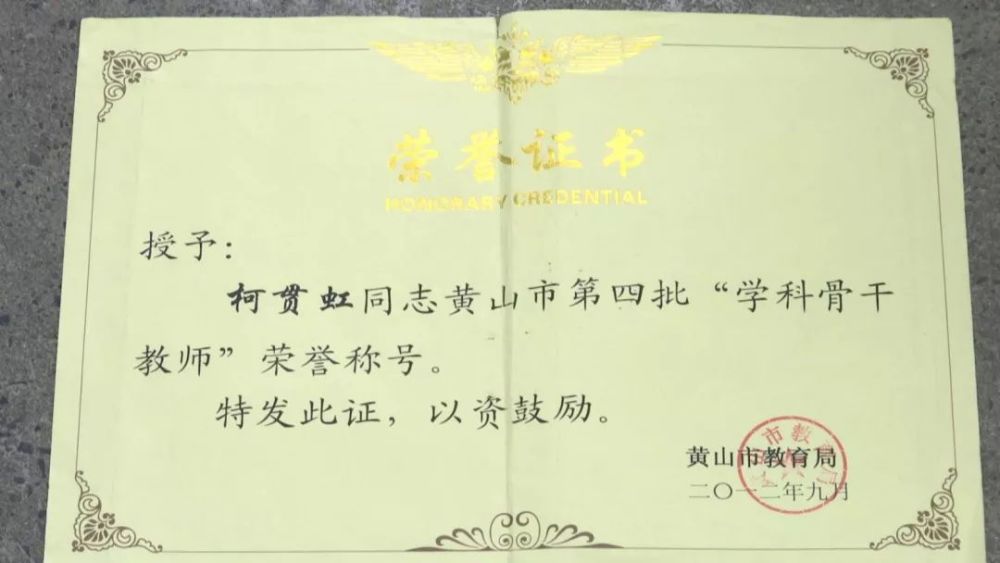 荣誉证书
HONORARY CREDENTIAL
授予：
柯贯虹同志黄山市第四批“学科骨干
教师”荣誉称号。
特发此证，以资鼓励。
黄山市教育局
二〇一二年九月